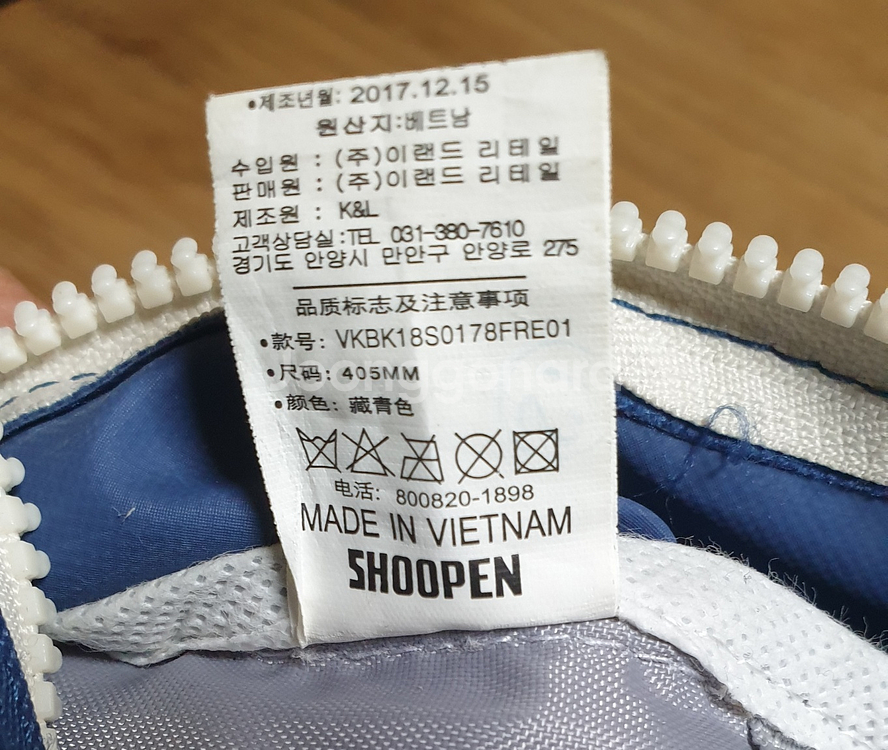 •제조년월: 2017.12.15
원산지:베트남
수입원 : (주)이랜드 리테일
판매원 : (주)이랜드 리테일
제조원 : K&L
고객상담실:TEL 031-380-7610
경기도 안양시 만안구 안양로 275
品质标志及注意事项
•款号: VKBK18S0178FRE01
•尺码: 405MM
•颜色: 藏青色
电活: 800820-1898
MADE IN VIETNAM
SHOOPEN